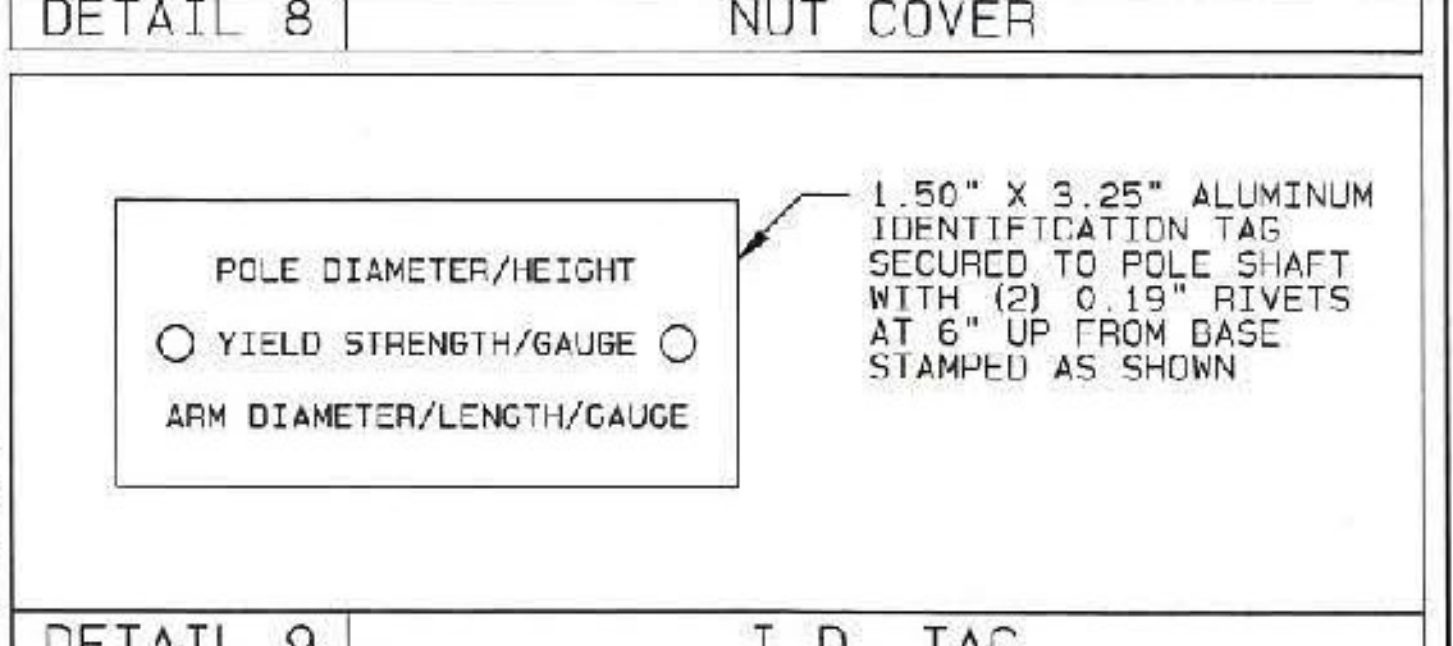 DETAIL 8
NUT COVER
POLE DIAMETER/HEIGHT
YIELD STRENGTH/GAUGE
ARM DIAMETER/LENGTH/GAUGE
1.50" X 3.25" ALUMINUM
IDENTIFICATION TAG
SECURED TO POLE SHAFT
WITH (2) 0.19" RIVETS
AT 6" UP FROM BASE
STAMPED AS SHOWN
DETAIL 9
I.D. TAG